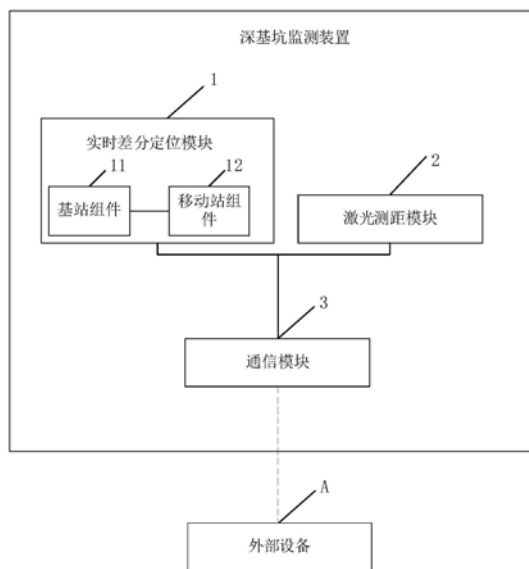 深基坑监测装置
1
实时差分定位模块
11
12
2
基站组件
移动站组
件
激光测距模块
3
通信模块
A
外部设备